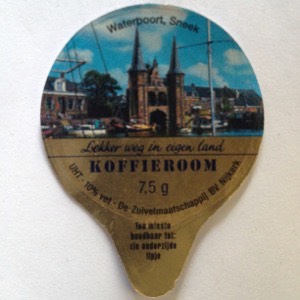 Waterpoort, Sneek
Lekker weg in eigen land
KOFFIEROOM
7,5 g
UHT - 10% vet - De Zuivelmaatschappij BV Nijkerk
Ten minste
houdbaar tot:
zie onderzijde
lipje